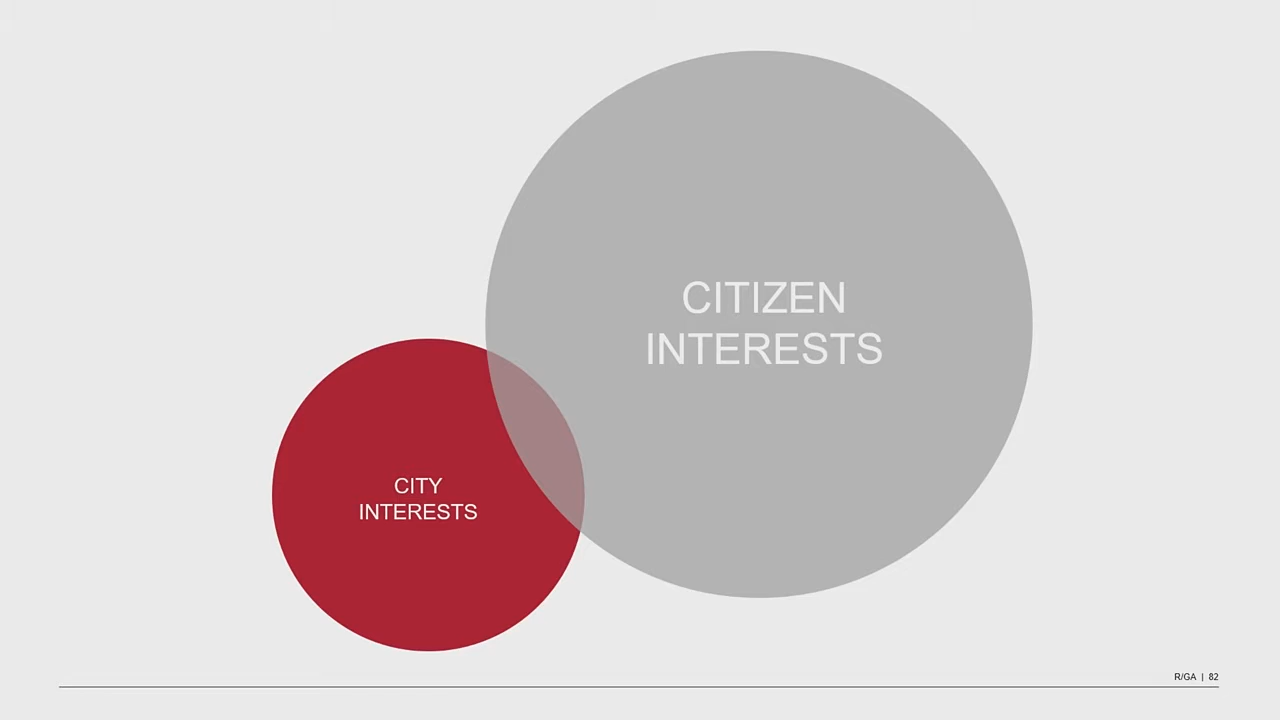 CITIZEN
INTERESTS
CITY
INTERESTS
R/GA | 82